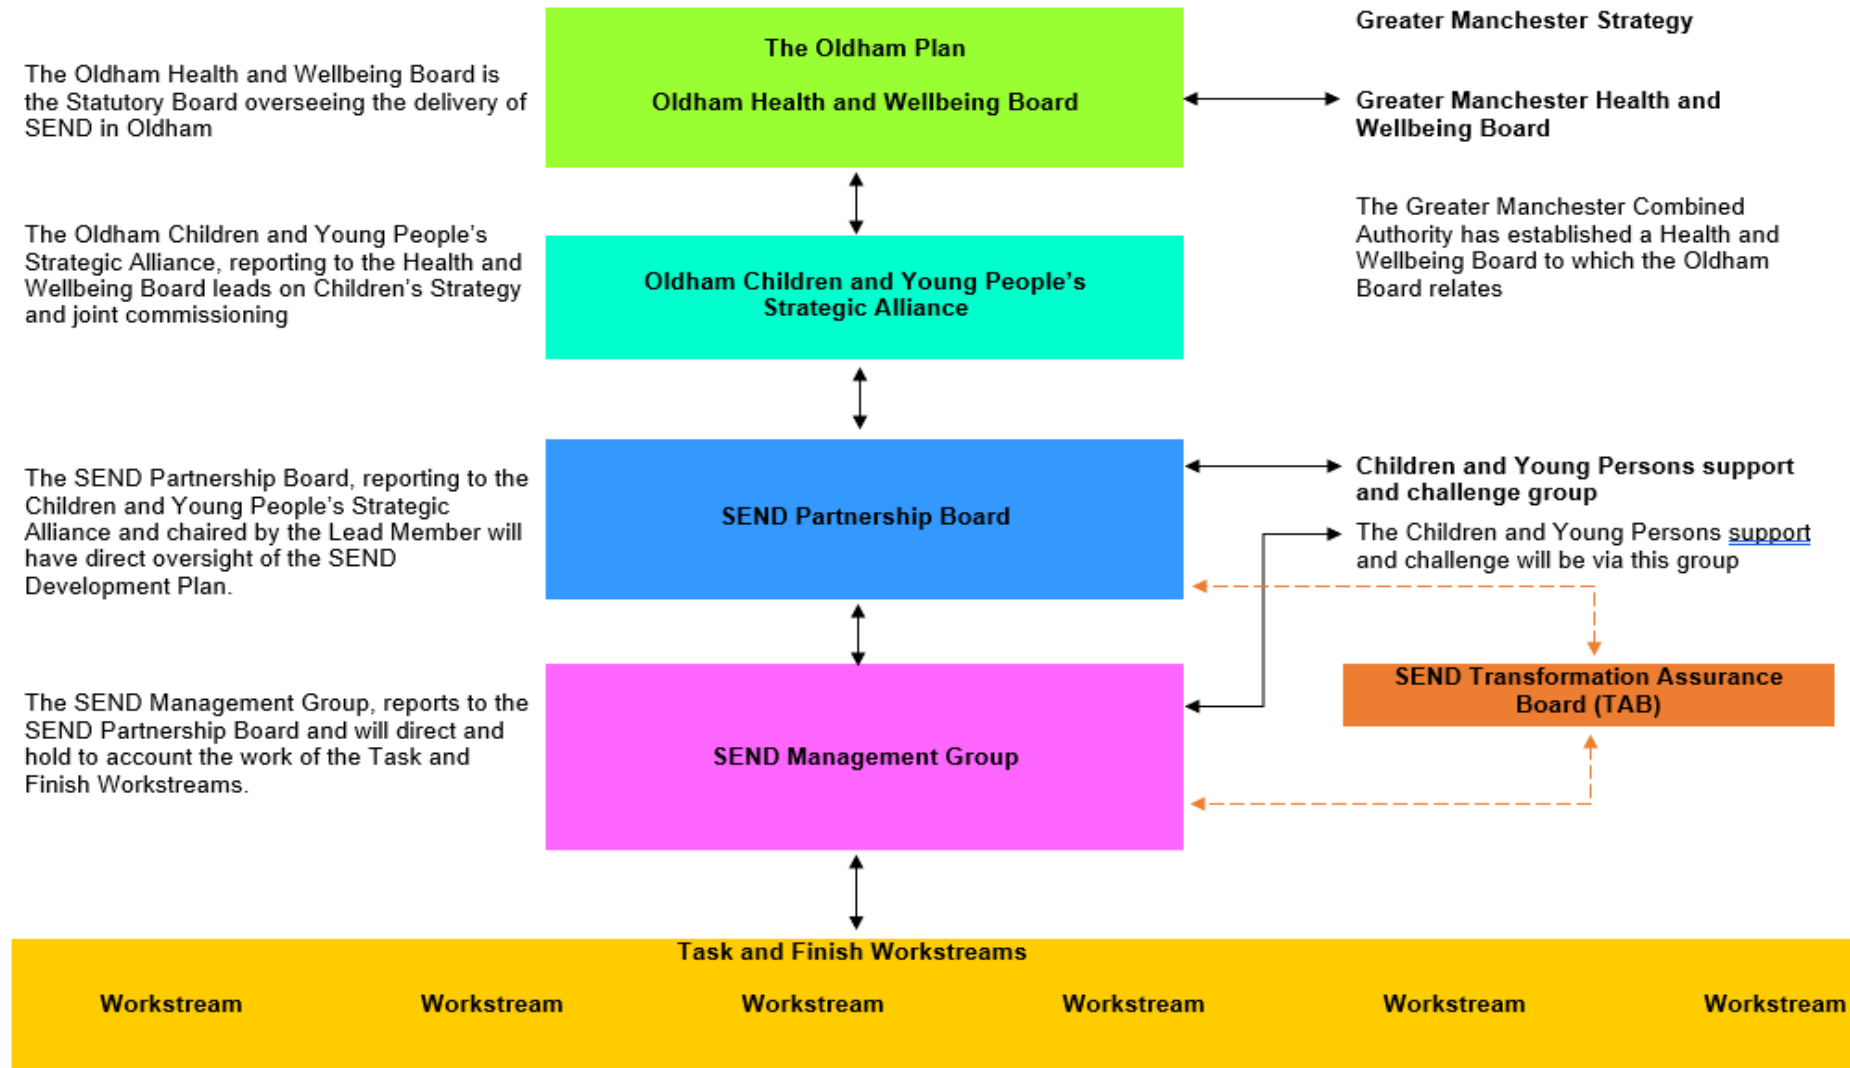 The Oldham Plan
Oldham Health and Wellbeing Board
Greater Manchester Strategy
Greater Manchester Health and
Wellbeing Board
The Oldham Health and Wellbeing Board is
the Statutory Board overseeing the delivery of
SEND in Oldham
The Greater Manchester Combined
Authority has established a Health and
Wellbeing Board to which the Oldham
Board relates
The Oldham Children and Young People’s
Strategic Alliance, reporting to the Health and
Wellbeing Board leads on Children’s Strategy
and joint commissioning
Oldham Children and Young People’s
Strategic Alliance
The SEND Partnership Board, reporting to the
Children and Young People’s Strategic
Alliance and chaired by the Lead Member will
have direct oversight of the SEND
Development Plan.
SEND Partnership Board
Children and Young Persons support
and challenge group
The Children and Young Persons support
and challenge will be via this group
SEND Transformation Assurance
Board (TAB)
The SEND Management Group, reports to the
SEND Partnership Board and will direct and
hold to account the work of the Task and
Finish Workstreams.
SEND Management Group
Task and Finish Workstreams
Workstream Workstream Workstream Workstream Workstream Workstream